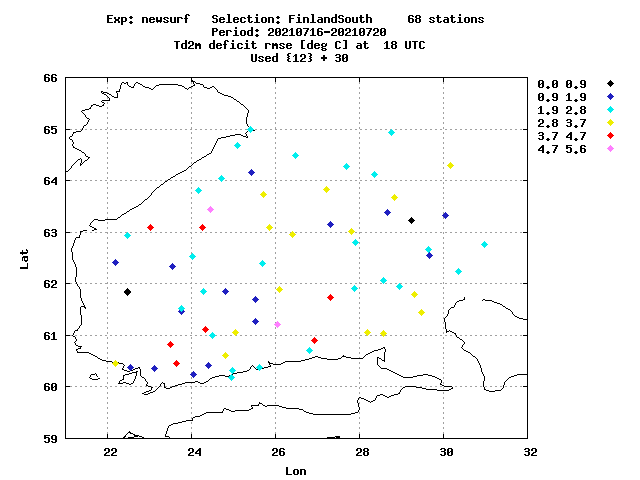 Exp: newsurf   Selection: FinlandSouth     68 stations
Period: 20210716-20210720
Td2m deficit rmse [deg C] at  18 UTC
Used {12} + 30
0.0 0.9
0.9 1.9
1.9 2.8
2.8 3.7
3.7 4.7
4.7 5.6
66
65
64
63
62
61
60
59
Lat
22 24 26 28 30 32
Lon